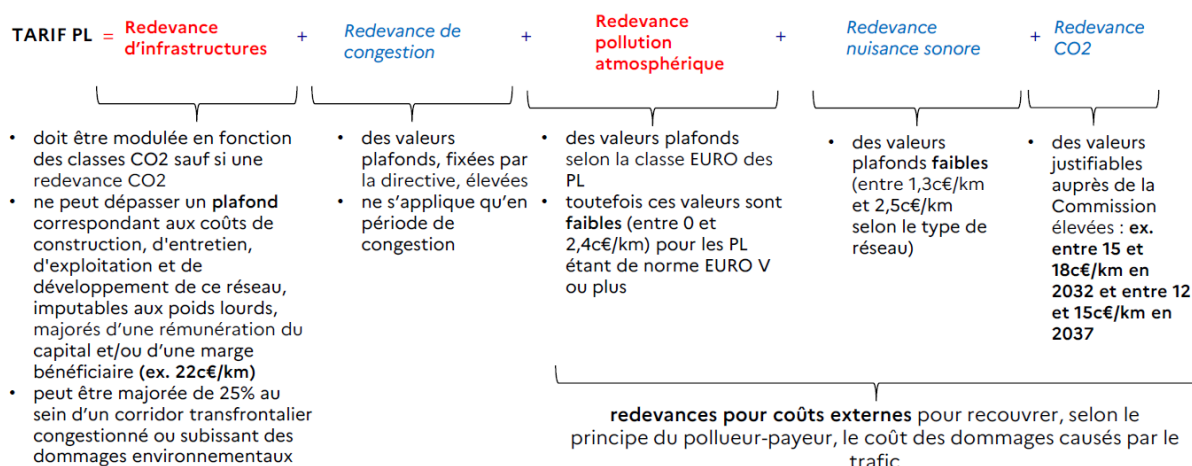 TARIF PL = Redevance d'infrastructures + Redevance de congestion + Redevance pollution atmosphérique + Redevance nuisance sonore + Redevance CO2
• doit être modulée en fonction
des classes CO2 sauf si une
redevance CO2
• ne peut dépasser un plafond
correspondant aux coûts de
construction, d'entretien,
d'exploitation et de
développement de ce réseau,
imputables aux poids lourds,
majorés d'une rémunération du
capital et/ou d'une marge
bénéficiaire (ex. 22c€/km)
• peut être majorée de 25% au
sein d'un corridor transfrontalier
congestionné ou subissant des
dommages environnementaux
• des valeurs
plafonds, fixées par
la directive, élevées
• ne s'applique qu'en
période de
congestion
• des valeurs plafonds
selon la classe EURO des
PL
• toutefois ces valeurs sont
faibles (entre 0 et
2,4c€/km) pour les PL
étant de norme EURO V
ou plus
• des valeurs
plafonds faibles
(entre 1,3c€/km
et 2,5c€/km
selon le type de
réseau)
• des valeurs
justifiables
auprès de la
Commission
élevées : ex.
entre 15 et
18c€/km en
2032 et entre 12
et 15c€/km en
2037
redevances pour coûts externes pour recouvrer, selon le
principe du pollueur-payeur, le coût des dommages causés par le
trafic